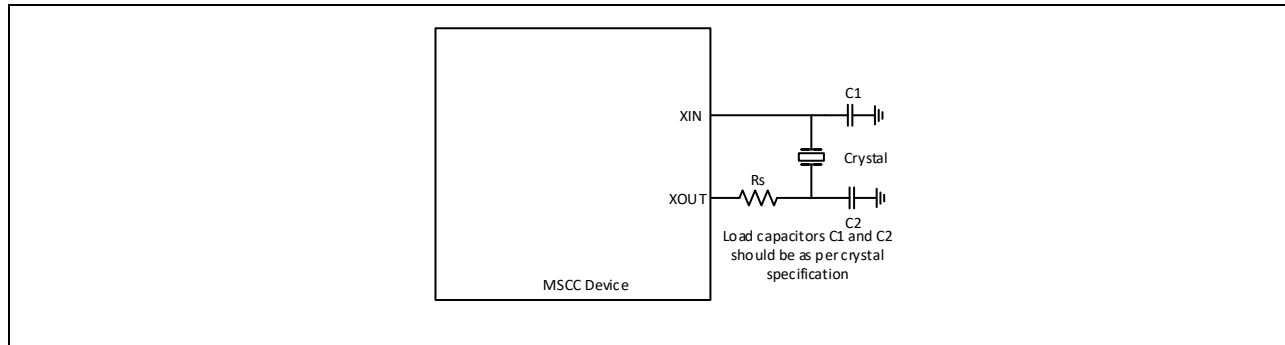 C1
XIN
Crystal
Rs
XOUT
C2
Load capacitors C1 and C2
should be as per crystal
specification
MSCC Device